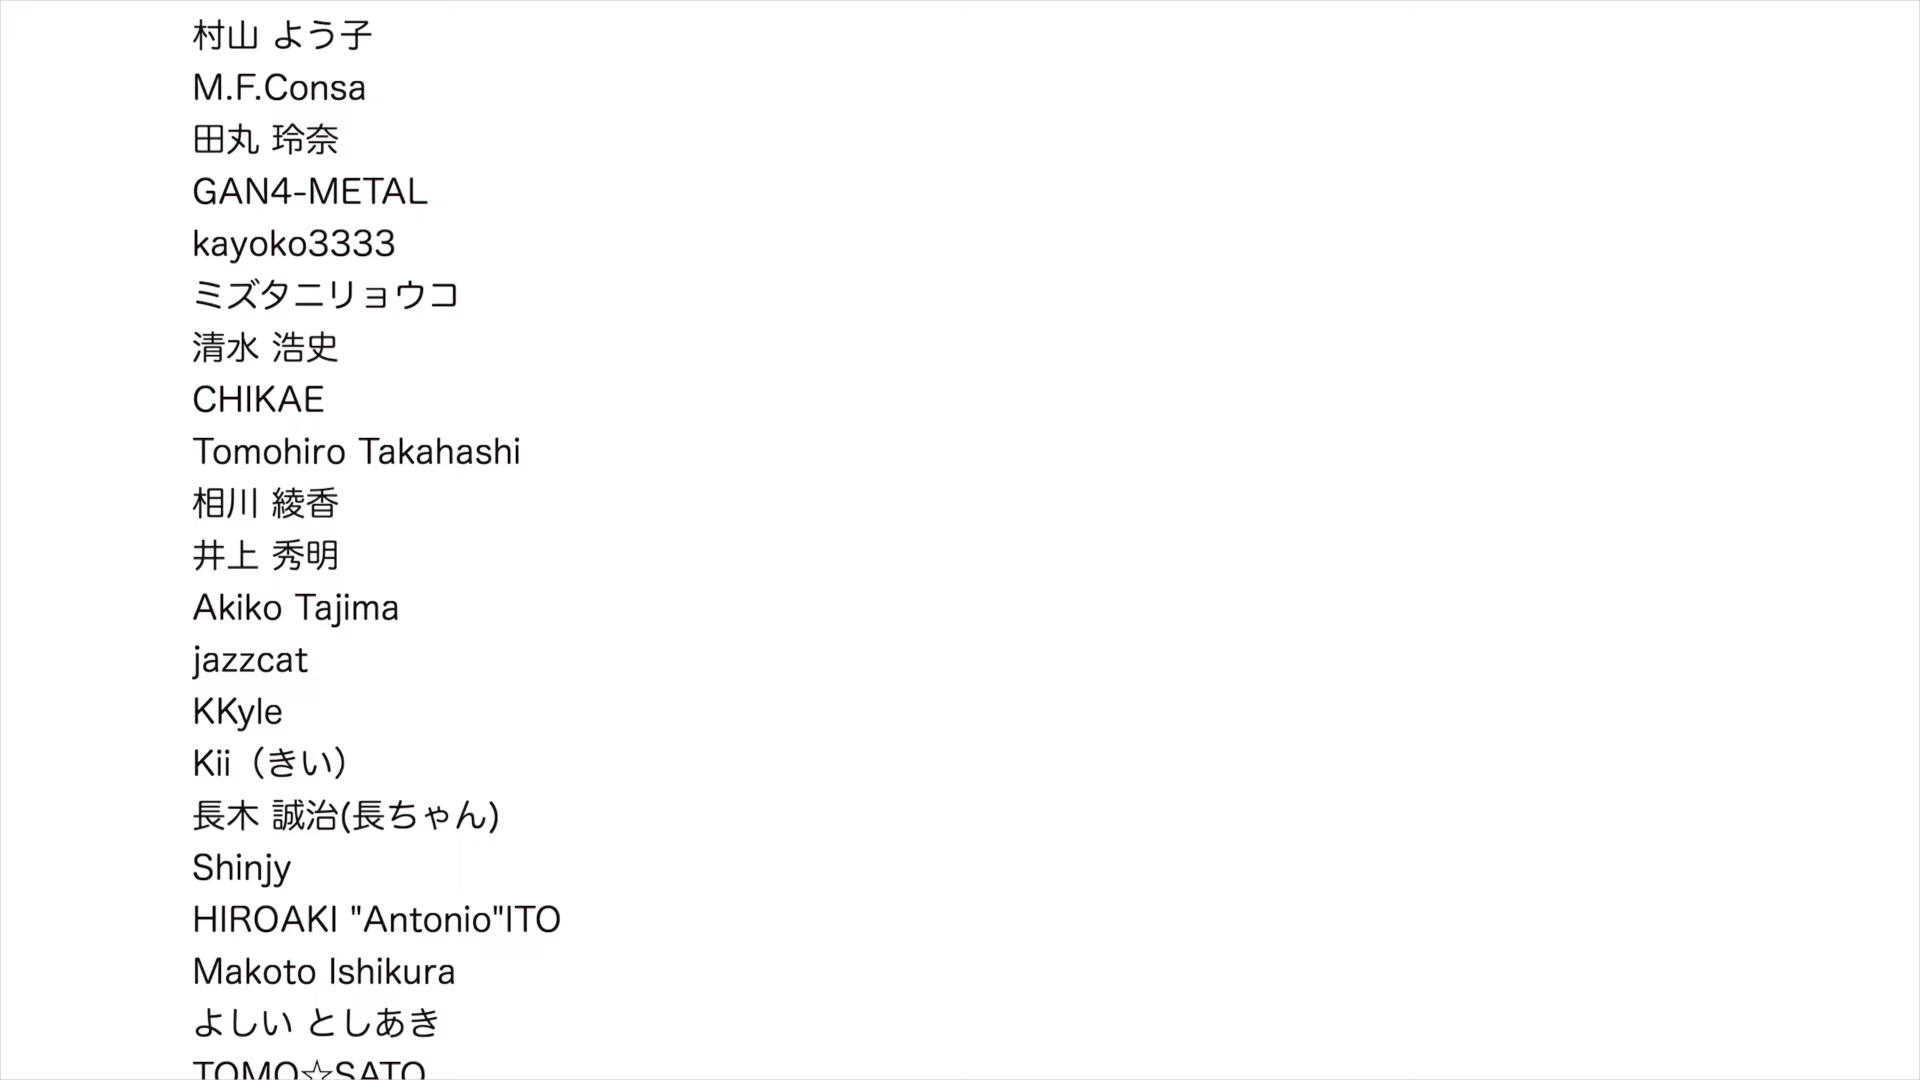 村山 よう子
M.F.Consa
田丸 玲奈
GAN4-METAL
kayoko3333
ミズタニリョウコ
清水 浩史
CHIKAE
Tomohiro Takahashi
相川 綾香
井上 秀明
Akiko Tajima
jazzcat
KKyle
Kii（きい）
長木 誠治(長ちゃん)
Shinjy
HIROAKI "Antonio"ITO
Makoto Ishikura
よしい としあき
TOMO☆SATO